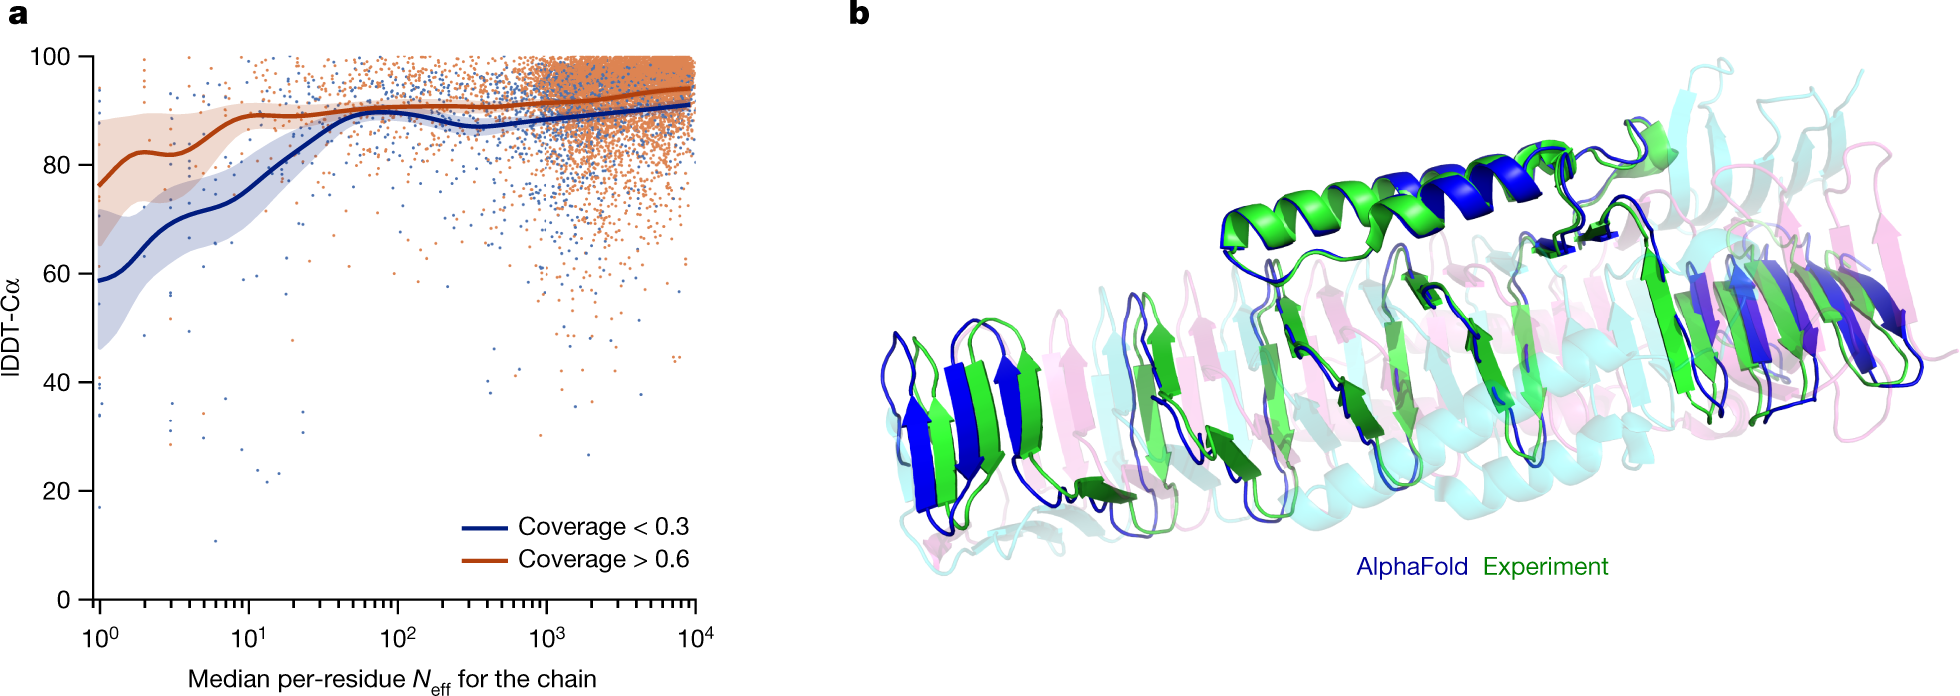 a
b
100
80
60
40
20
0
lDDT-Cα
Coverage < 0.3
Coverage > 0.6
10⁰
10¹
10²
10³
10⁴
Median per-residue Neff for the chain
AlphaFold Experiment